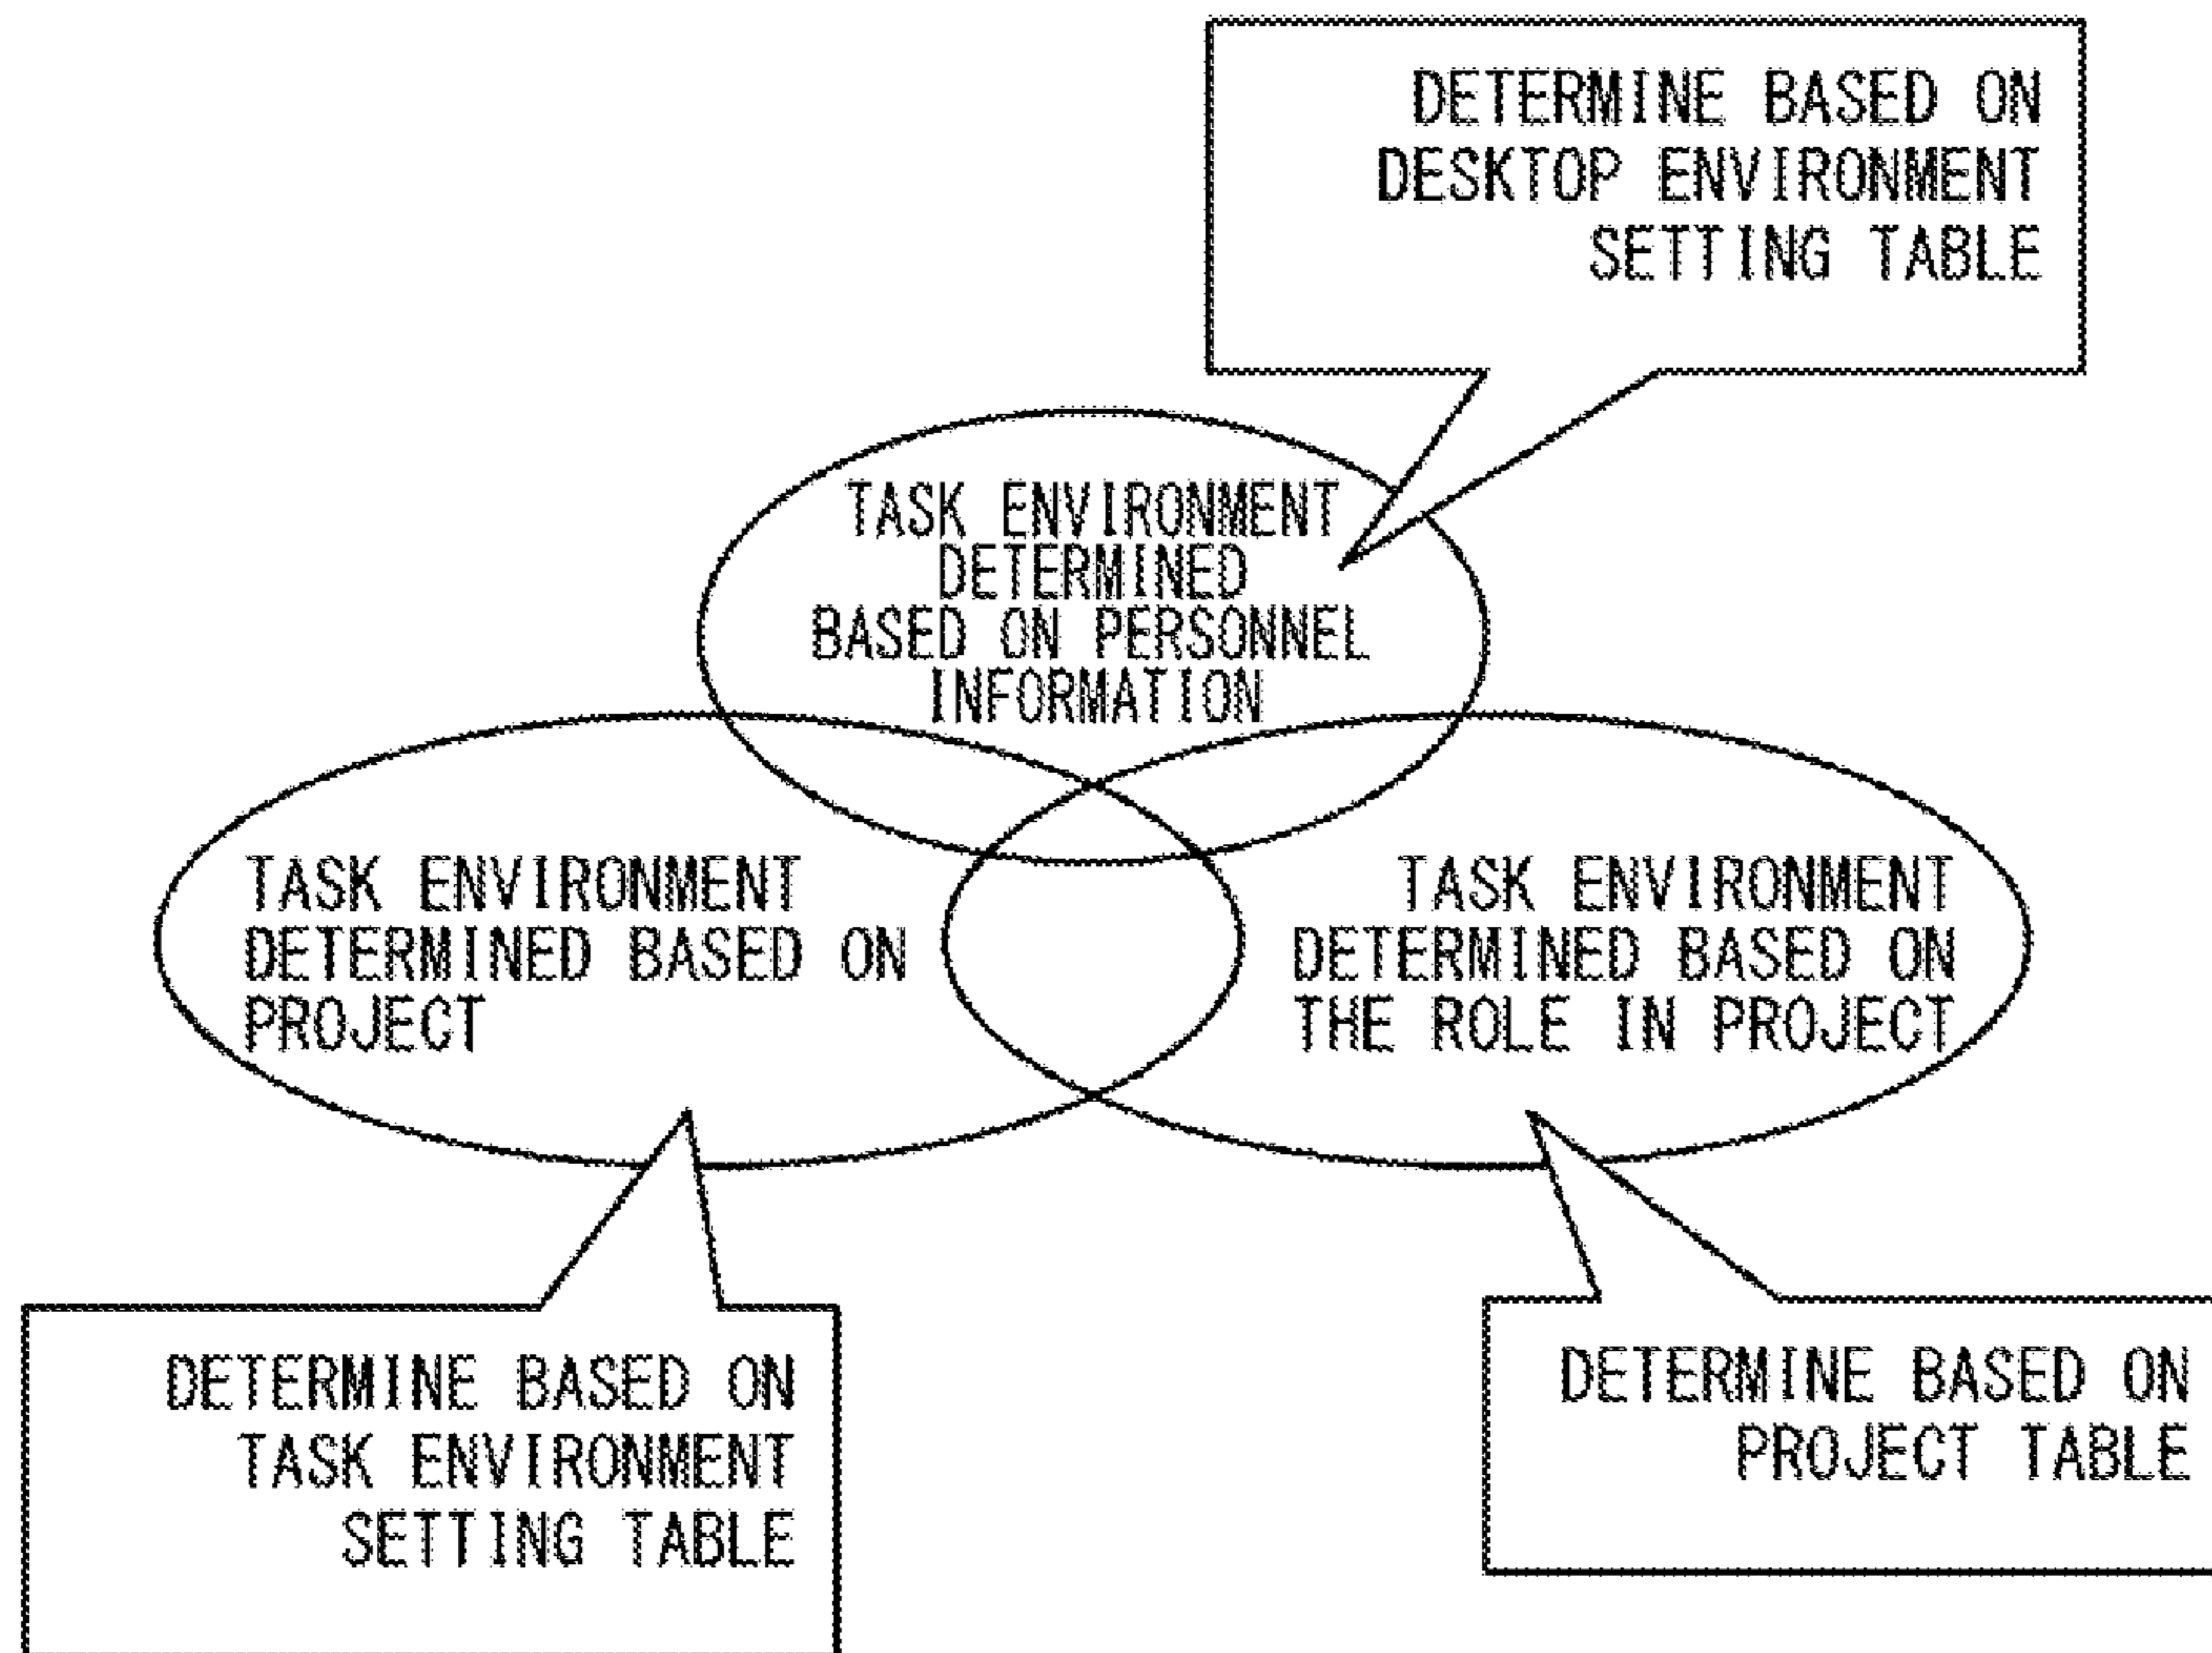 DETERMINE BASED ON
DESKTOP ENVIRONMENT
SETTING TABLE
TASK ENVIRONMENT
DETERMINED
BASED ON PERSONNEL
INFORMATION
TASK ENVIRONMENT
DETERMINED BASED ON
PROJECT
TASK ENVIRONMENT
DETERMINED BASED ON
THE ROLE IN PROJECT
DETERMINE BASED ON
TASK ENVIRONMENT
SETTING TABLE
DETERMINE BASED ON
PROJECT TABLE